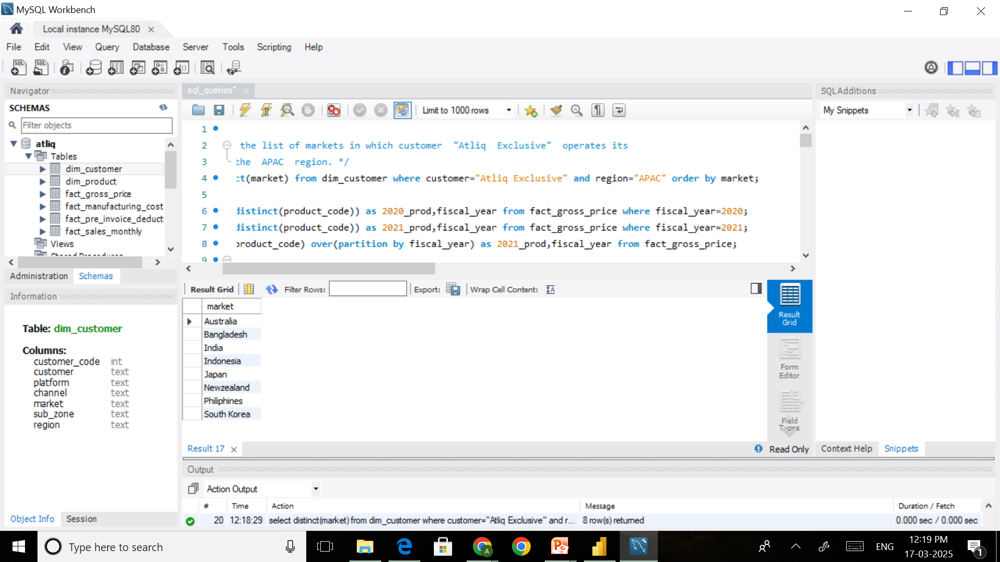 MySQL Workbench
Local instance MySQL80
File Edit View Query Database Server Tools Scripting Help
Navigator
SCHEMAS
Filter objects
atliq
Tables
dim_customer
dim_product
fact_gross_price
fact_manufacturing_cost
fact_pre_invoice_deduct
fact_sales_monthly
Views
Administration Schemas
Information
Table: dim_customer
Columns:
customer_code int
customer text
platform text
channel text
market text
sub_zone text
region text
Object Info Session
sql_queries*
Limit to 1000 rows
1
2 the list of markets in which customer "Atliq Exclusive" operates its
3 the APAC region. */
4 ct(market) from dim_customer where customer="Atliq Exclusive" and region="APAC" order by market;
5
6 distinct(product_code)) as 2020_prod,fiscal_year from fact_gross_price where fiscal_year=2020;
7 distinct(product_code)) as 2021_prod,fiscal_year from fact_gross_price where fiscal_year=2021;
8 product_code) over(partition by fiscal_year) as 2021_prod,fiscal_year from fact_gross_price;
9
Result Grid Filter Rows: Export: Wrap Cell Content:
market
Australia
Bangladesh
India
Indonesia
Japan
Newzealand
Philiphines
South Korea
Result Grid
Form Editor
Field Types
Result 17
Read Only
SQLAdditions
My Snippets
Context Help Snippets
Output
Action Output
# Time Action Message Duration / Fetch
20 12:18:29 select distinct(market) from dim_customer where customer="Atliq Exclusive" and r... 8 row(s) returned 0.000 sec / 0.000 sec
Type here to search
ENG
12:19 PM
17-03-2025
1